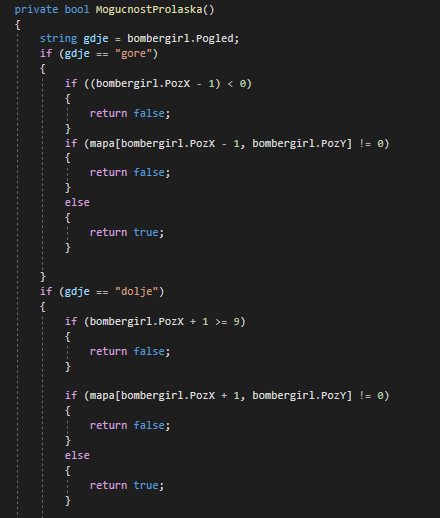 private bool MogucnostProlaska()
{
string gdje = bombergirl.Pogled;
if (gdje == "gore")
{
if ((bombergirl.PozX - 1) < 0)
{
return false;
}
if (mapa[bombergirl.PozX - 1, bombergirl.PozY] != 0)
{
return false;
}
else
{
return true;
}
}
if (gdje == "dolje")
{
if (bombergirl.PozX + 1 >= 9)
{
return false;
}
if (mapa[bombergirl.PozX + 1, bombergirl.PozY] != 0)
{
return false;
}
else
{
return true;
}